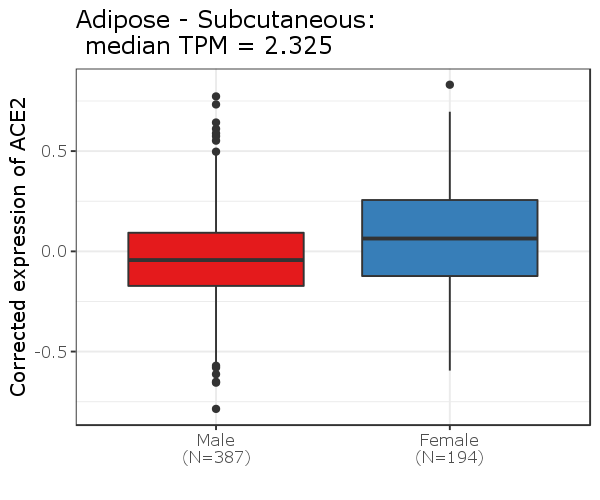 Adipose - Subcutaneous:
median TPM = 2.325
Corrected expression of ACE2
0.5
0.0
-0.5
Male
(N=387)
Female
(N=194)